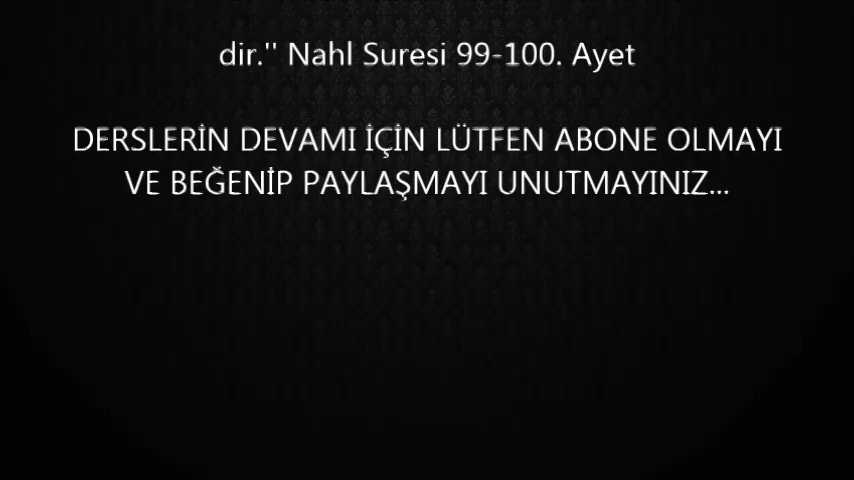 dir.'' Nahl Suresi 99-100. Ayet
DERSLERİN DEVAMI İÇİN LÜTFEN ABONE OLMAYI
VE BEĞENİP PAYLAŞMAYI UNUTMAYINIZ...